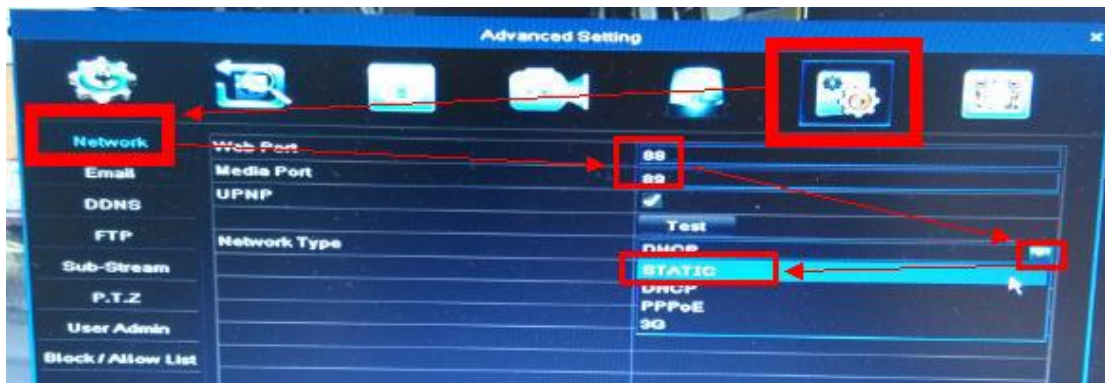 Advanced Setting
×
Network
Email
DDNS
FTP
Sub-Stream
P.T.Z
User Admin
Block / Allow List
Web Port
88
Media Port
89
UPNP
Test
Network Type
DHCP
STATIC
DHCP
PPPoE
3G